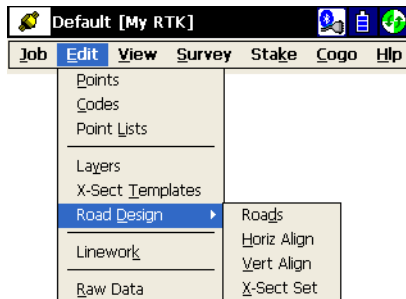 Default [My RTK]
Job Edit View Survey Stake Cogo Hlp
Points
Codes
Point Lists
Layers
X-Sect Templates
Road Design
Roads
Horiz Align
Linework
Vert Align
Raw Data
X-Sect Set